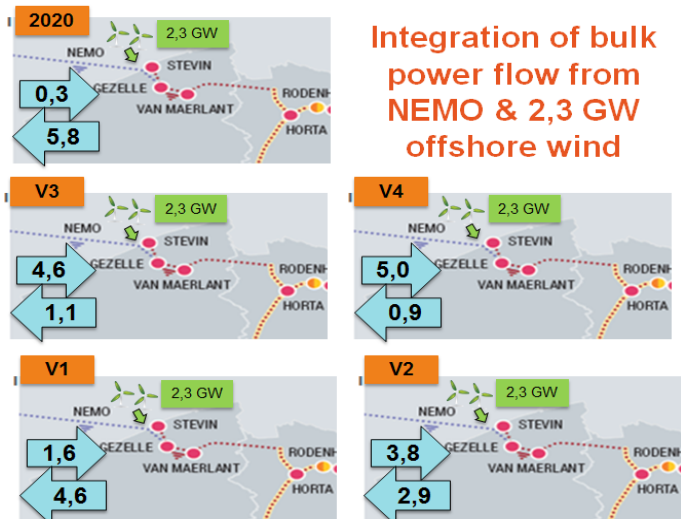 2020
2,3 GW
NEMO
STEVIN
GEZELLE
VAN MAERLANT
RODENH
HORTA
0,3
5,8
Integration of bulk
power flow from
NEMO & 2,3 GW
offshore wind
V3
2,3 GW
NEMO
STEVIN
GEZELLE
VAN MAERLANT
RODENH
HORTA
4,6
1,1
V4
2,3 GW
NEMO
STEVIN
GEZELLE
VAN MAERLANT
RODENH
HORTA
5,0
0,9
V1
2,3 GW
NEMO
STEVIN
GEZELLE
VAN MAERLANT
RODENH
HORTA
1,6
4,6
V2
2,3 GW
NEMO
STEVIN
GEZELLE
VAN MAERLANT
RODENH
HORTA
3,8
2,9